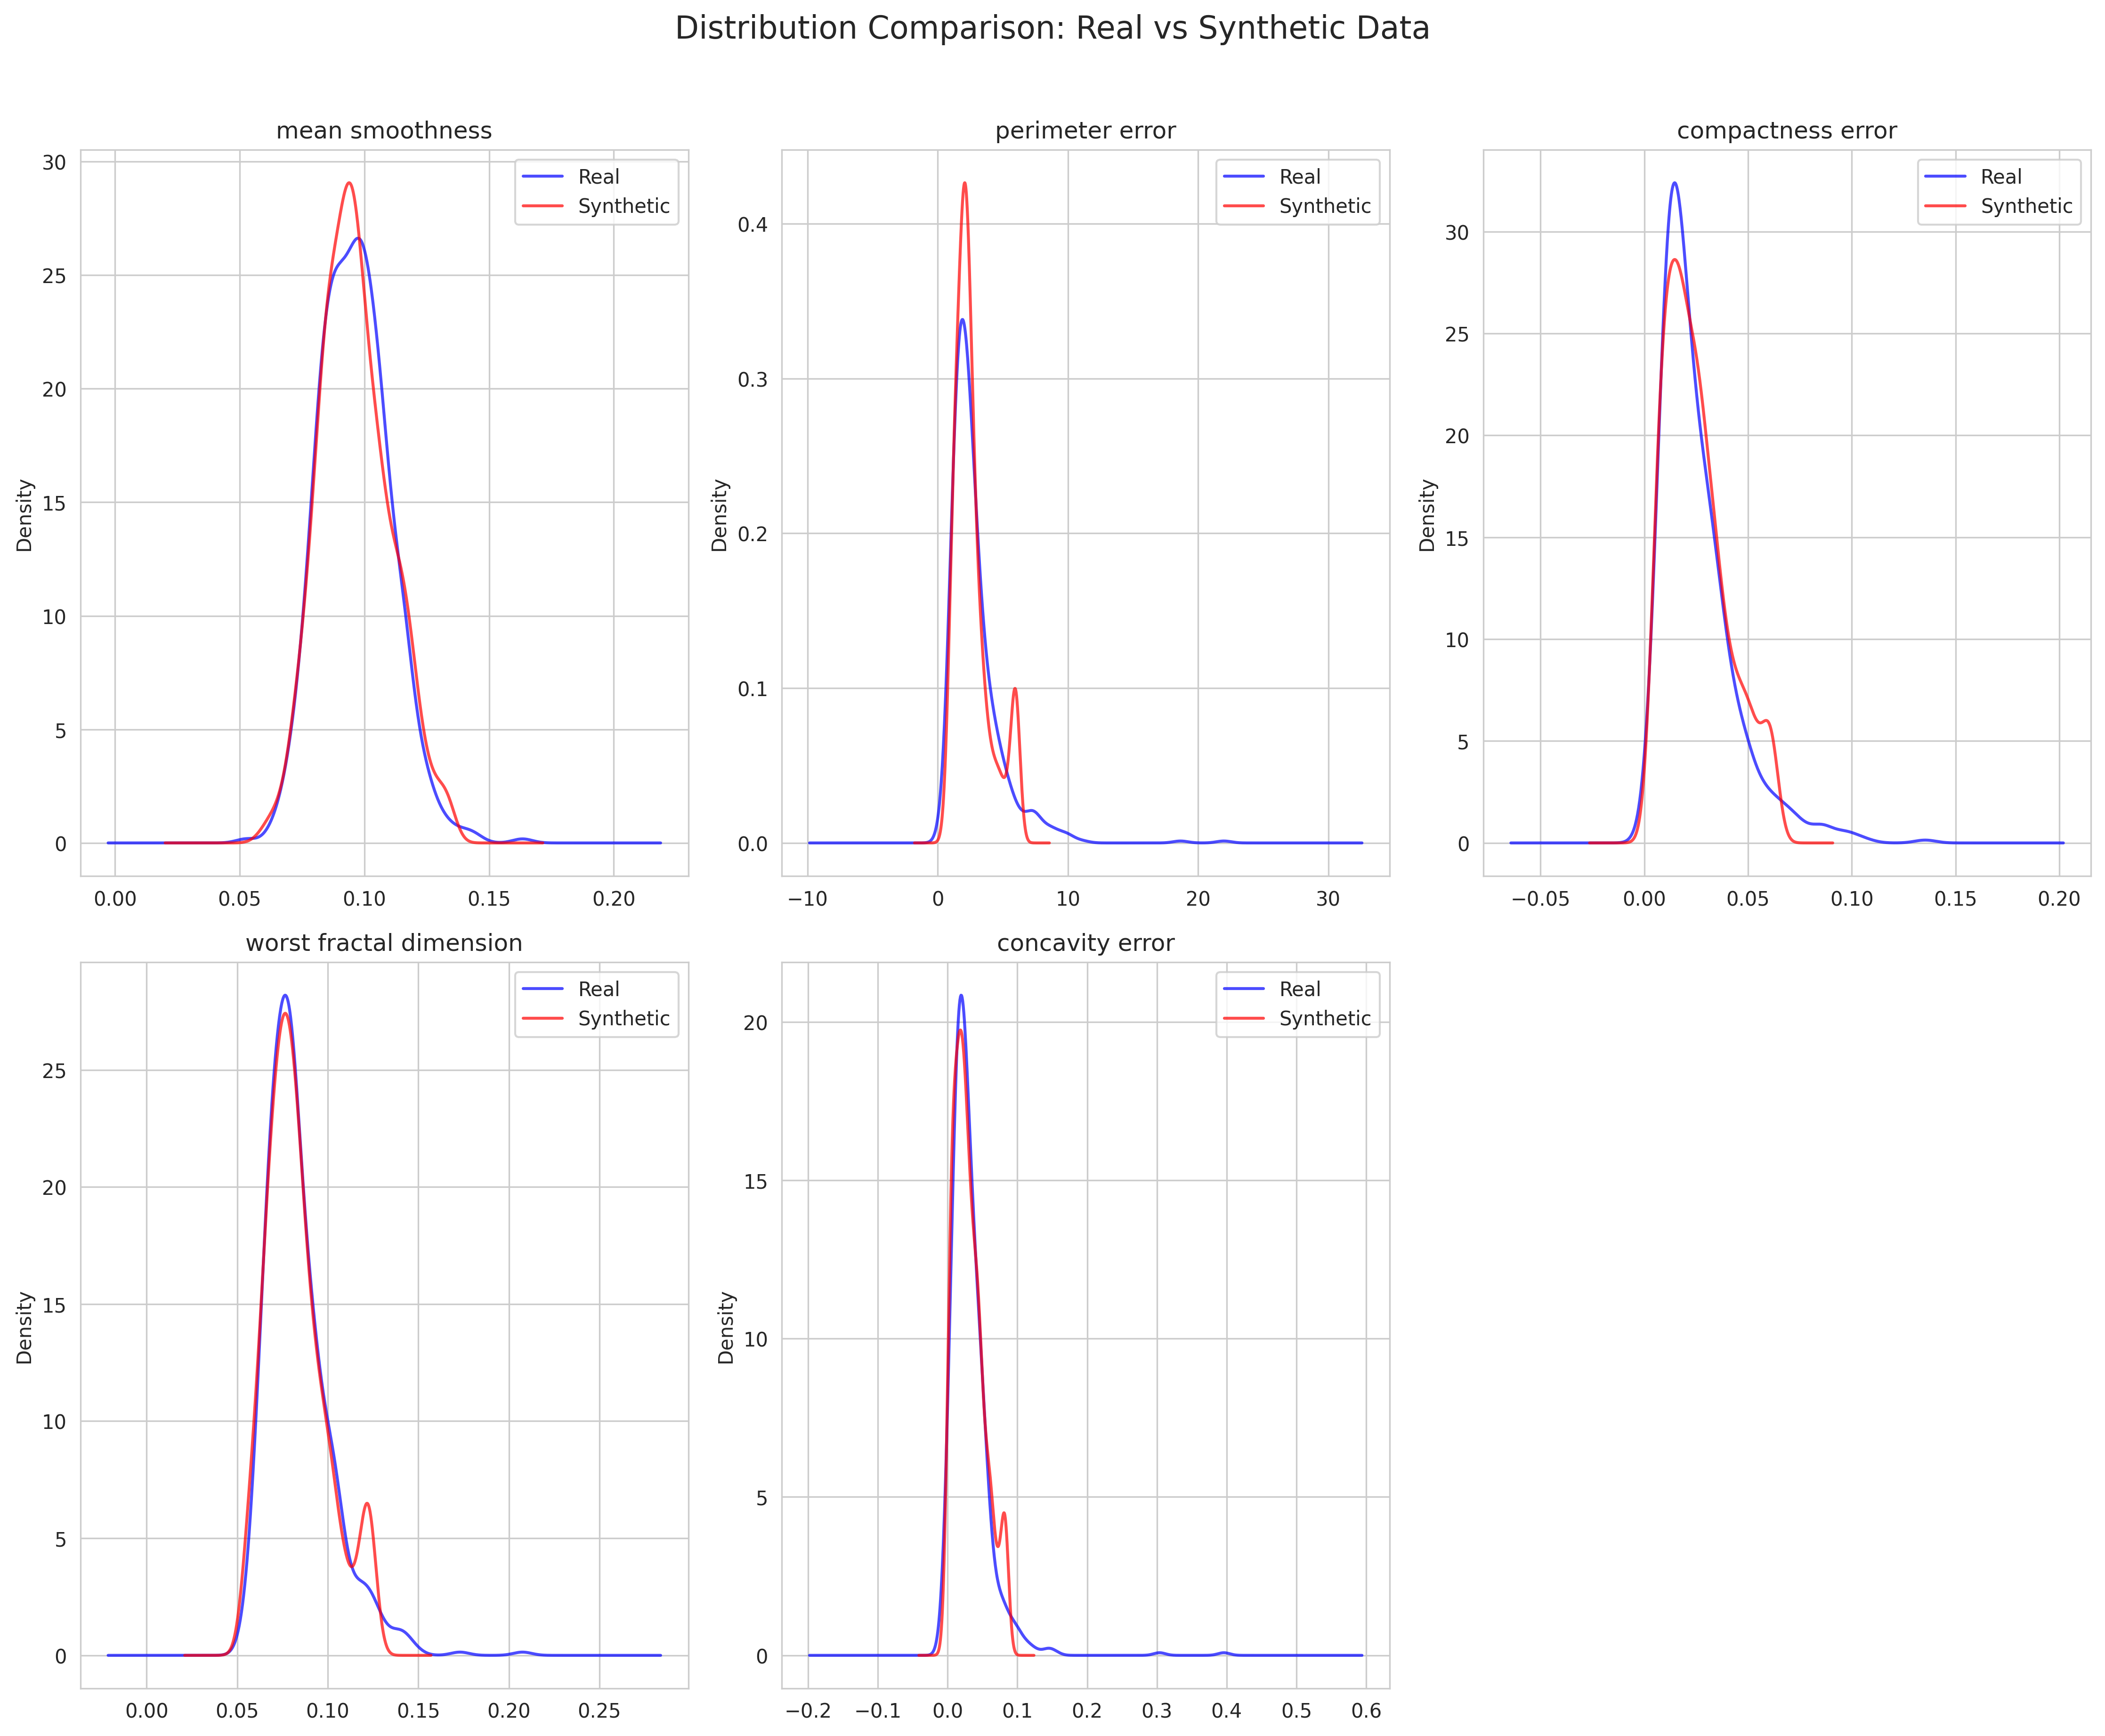 Distribution Comparison: Real vs Synthetic Data
mean smoothness
Density
30
25
20
15
10
5
0
0.00 0.05 0.10 0.15 0.20
Real
Synthetic
perimeter error
Density
0.4
0.3
0.2
0.1
0.0
−10 0 10 20 30
Real
Synthetic
compactness error
Density
30
25
20
15
10
5
0
−0.05 0.00 0.05 0.10 0.15 0.20
Real
Synthetic
worst fractal dimension
Density
25
20
15
10
5
0
0.00 0.05 0.10 0.15 0.20 0.25
Real
Synthetic
concavity error
Density
20
15
10
5
0
−0.2 −0.1 0.0 0.1 0.2 0.3 0.4 0.5 0.6
Real
Synthetic